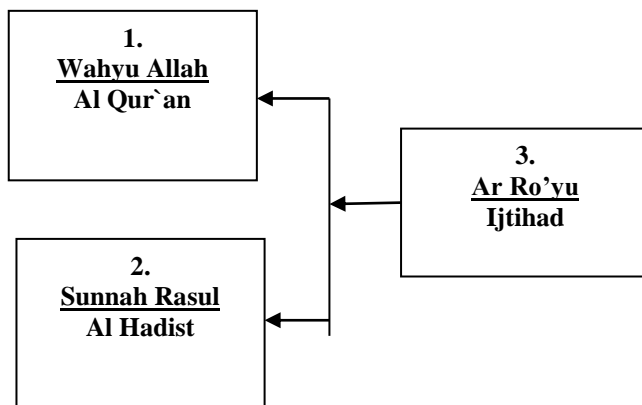 1.
Wahyu Allah
Al Qur`an
2.
Sunnah Rasul
Al Hadist
3.
Ar Ro’yu
Ijtihad